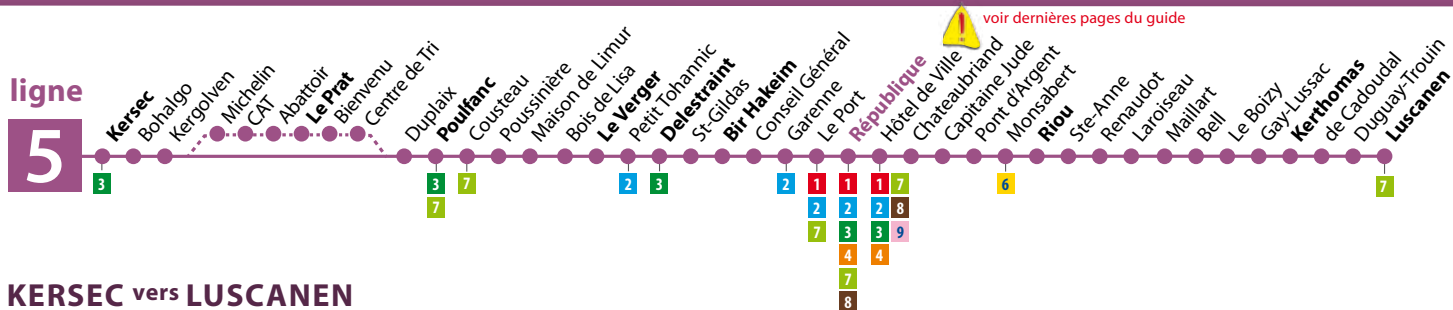 voir dernières pages du guide
ligne
5
Kersec
Bohalgo
Kergolven
Michelin
CAT
Abattoir
Le Prat
Bienvenu
Centre de Tri
Duplaix
Poulfanc
Cousteau
Poussinière
Maison de Limur
Bois de Lisa
Le Verger
Petit Tohannic
Delestraint
St-Gildas
Bir Hakeim
Conseil Général
Garenne
Le Port
République
Hôtel de Ville
Chateaubriand
Capitaine Jude
Pont d'Argent
Monsabert
Riou
Ste-Anne
Renaudot
Laroiseau
Maillart
Bell
Le Boizy
Gay-Lussac
Kerthomas
de Cadoudal
Duguay-Trouin
Luscanen
3 3 7 2 3 2 1 1 1 7 6 7
7 2 2 2 8
7 3 3 9
4 4
7
8
KERSEC vers LUSCANEN